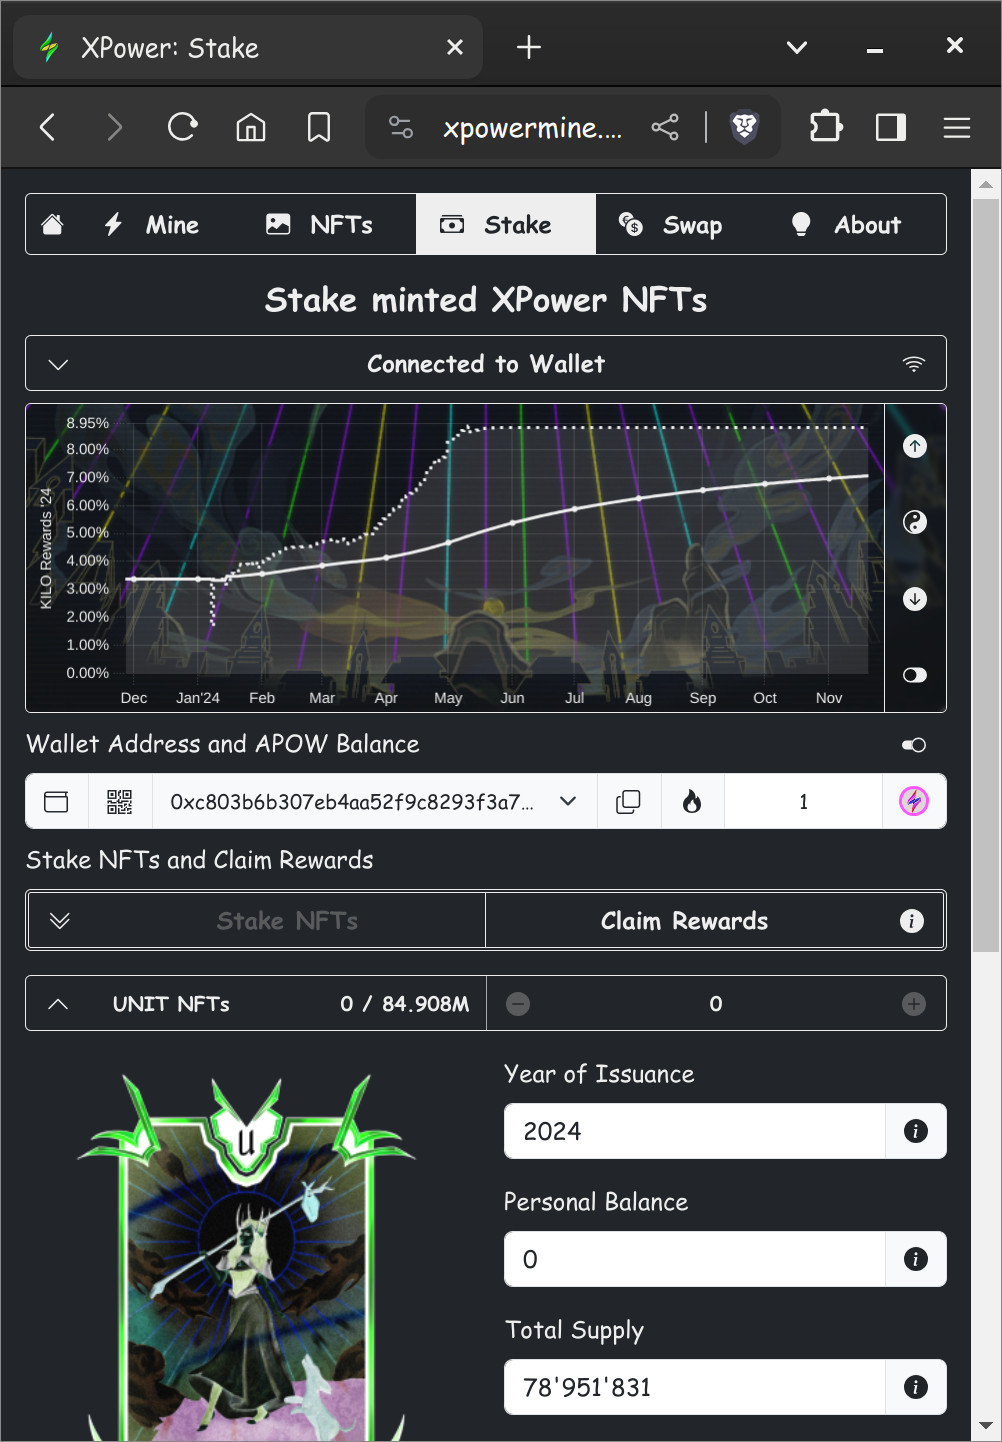 XPower: Stake
xpowermine....
Mine NFTs Stake Swap About
Stake minted XPower NFTs
Connected to Wallet
KILO Rewards '24
8.95%
8.00%
7.00%
6.00%
5.00%
4.00%
3.00%
2.00%
1.00%
0.00%
Dec Jan'24 Feb Mar Apr May Jun Jul Aug Sep Oct Nov
Wallet Address and APOW Balance
0xc803b6b307eb4aa52f9c8293f3a7... 1
Stake NFTs and Claim Rewards
Stake NFTs Claim Rewards
UNIT NFTs 0 / 84.908M 0
u
Year of Issuance
2024
Personal Balance
0
Total Supply
78'951'831